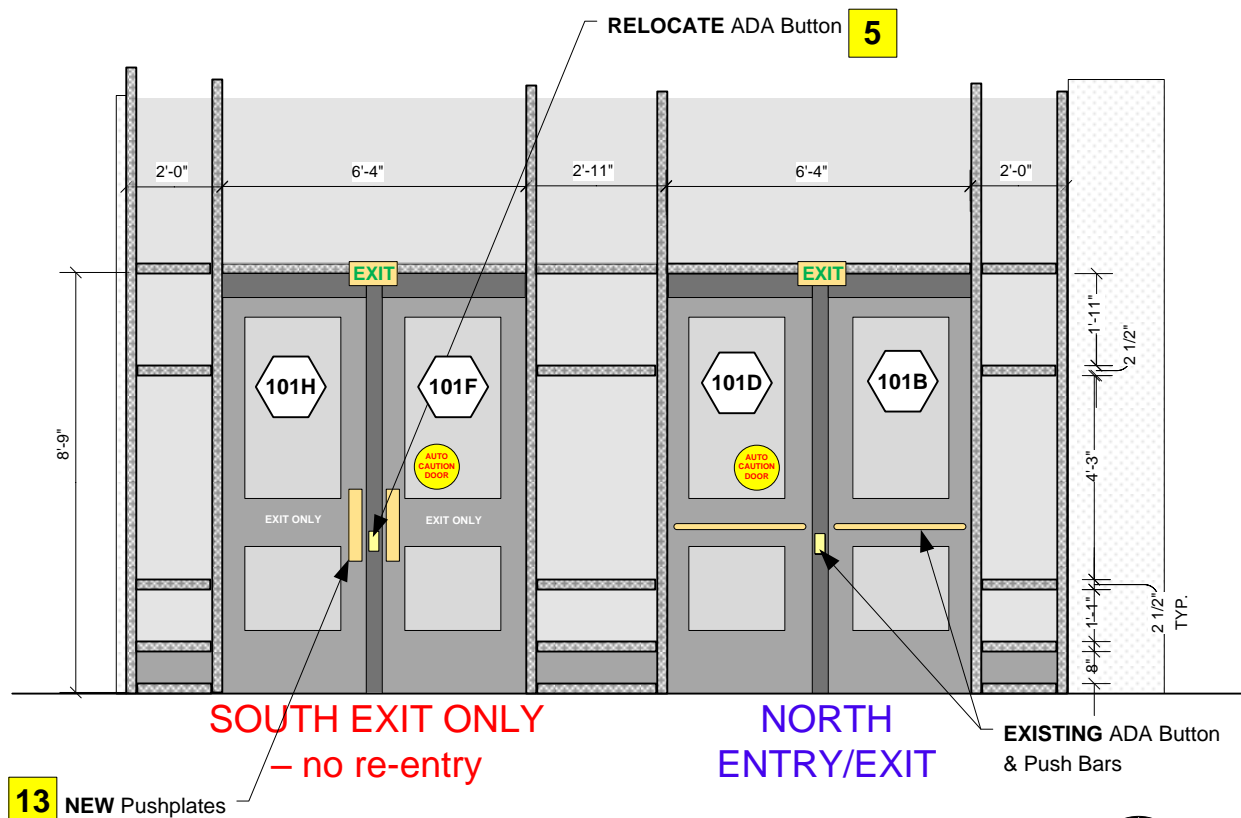 RELOCATE ADA Button 5
2'-0" 6'-4" 2'-11" 6'-4" 2'-0"
EXIT EXIT
8'-9"
1'-11"
2 1/2"
101H 101F 101D 101B
4'-3"
AUTO
CAUTION
DOOR
AUTO
CAUTION
DOOR
EXIT ONLY EXIT ONLY
1'-1"
2 1/2"
TYP.
8"
SOUTH EXIT ONLY
– no re-entry
NORTH
ENTRY/EXIT
EXISTING ADA Button
& Push Bars
13 NEW Pushplates